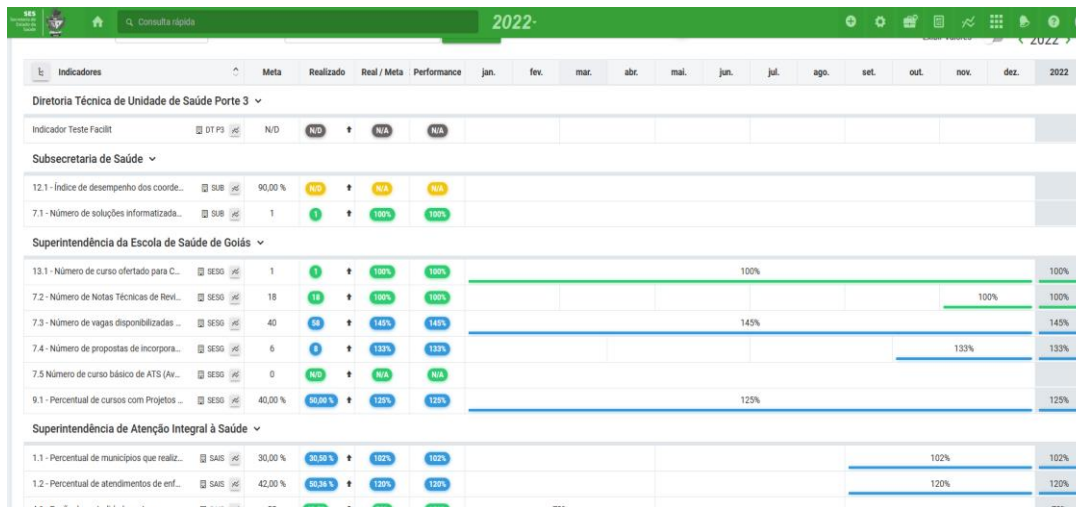 SES
Secretaria de
Estado da
Saúde
Consulta rápida
2022-
2022
Indicadores Meta Realizado Real / Meta Performance jan. fev. mar. abr. mai. jun. jul. ago. set. out. nov. dez. 2022
Diretoria Técnica de Unidade de Saúde Porte 3
Indicador Teste Facilit DT P3 N/D N/D N/A N/A
Subsecretaria de Saúde
12.1 - Índice de desempenho dos coorde... SUB 90,00 % N/D N/A N/A
7.1 - Número de soluções informatizada... SUB 1 1 100% 100%
Superintendência da Escola de Saúde de Goiás
13.1 - Número de curso ofertado para C... SESG 1 1 100% 100% 100% 100%
7.2 - Número de Notas Técnicas de Revi... SESG 18 18 100% 100% 100% 100%
7.3 - Número de vagas disponibilizadas ... SESG 40 58 145% 145% 145% 145%
7.4 - Número de propostas de incorpora... SESG 6 8 133% 133% 133% 133%
7.5 Número de curso básico de ATS (Av... SESG 0 N/D N/A N/A
9.1 - Percentual de cursos com Projetos ... SESG 40,00 % 50,00 % 125% 125% 125% 125%
Superintendência de Atenção Integral à Saúde
1.1 - Percentual de municípios que realiz... SAIS 30,00 % 30,50 % 102% 102% 102% 102%
1.2 - Percentual de atendimentos de enf... SAIS 42,00 % 50,36 % 120% 120% 120% 120%